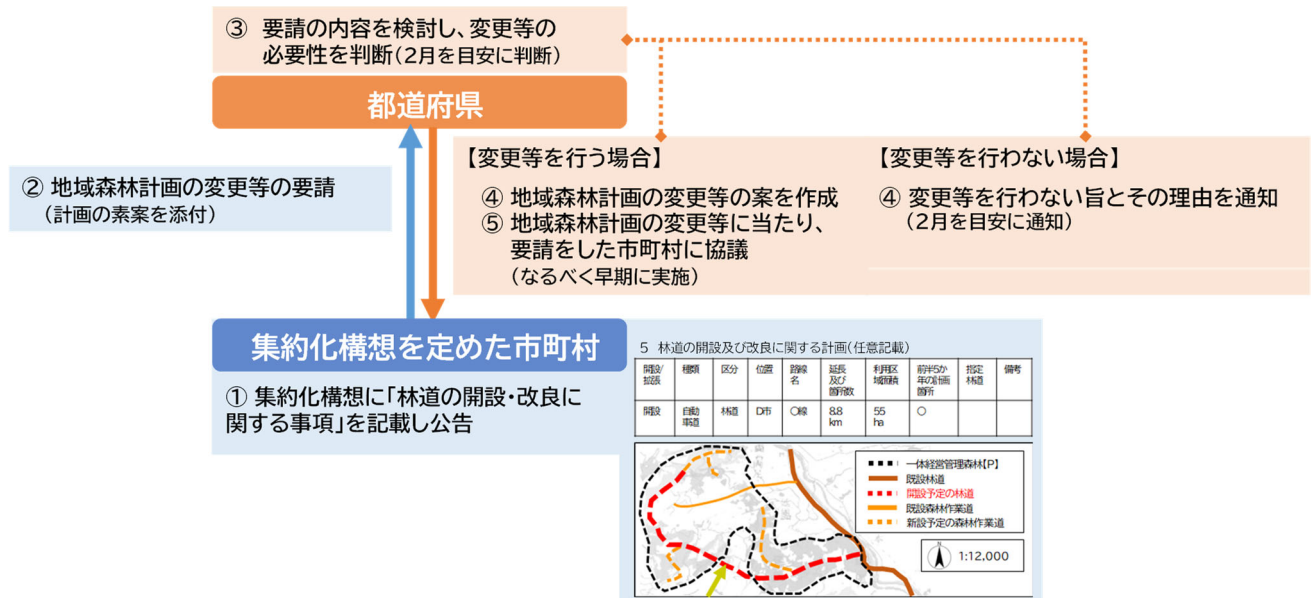 ③ 要請の内容を検討し、変更等の
必要性を判断(2月を目安に判断)
都道府県
② 地域森林計画の変更等の要請
(計画の素案を添付)
【変更等を行う場合】
④ 地域森林計画の変更等の案を作成
⑤ 地域森林計画の変更等に当たり、
要請をした市町村に協議
(なるべく早期に実施)
【変更等を行わない場合】
④ 変更等を行わない旨とその理由を通知
(2月を目安に通知)
集約化構想を定めた市町村
① 集約化構想に「林道の開設・改良に
関する事項」を記載し公告
5 林道の開設及び改良に関する計画(任意記載)
開設/拡張 種類 区分 位置 路線名 延長及び箇所数 利用区域面積 前半5か年の計画箇所 指定林道 備考
開設 自動車道 林道 D市 〇線 8.8km 55ha 〇
一体経営管理森林【P】
既設林道
開設予定の林道
既設森林作業道
新設予定の森林作業道
N
1:12,000